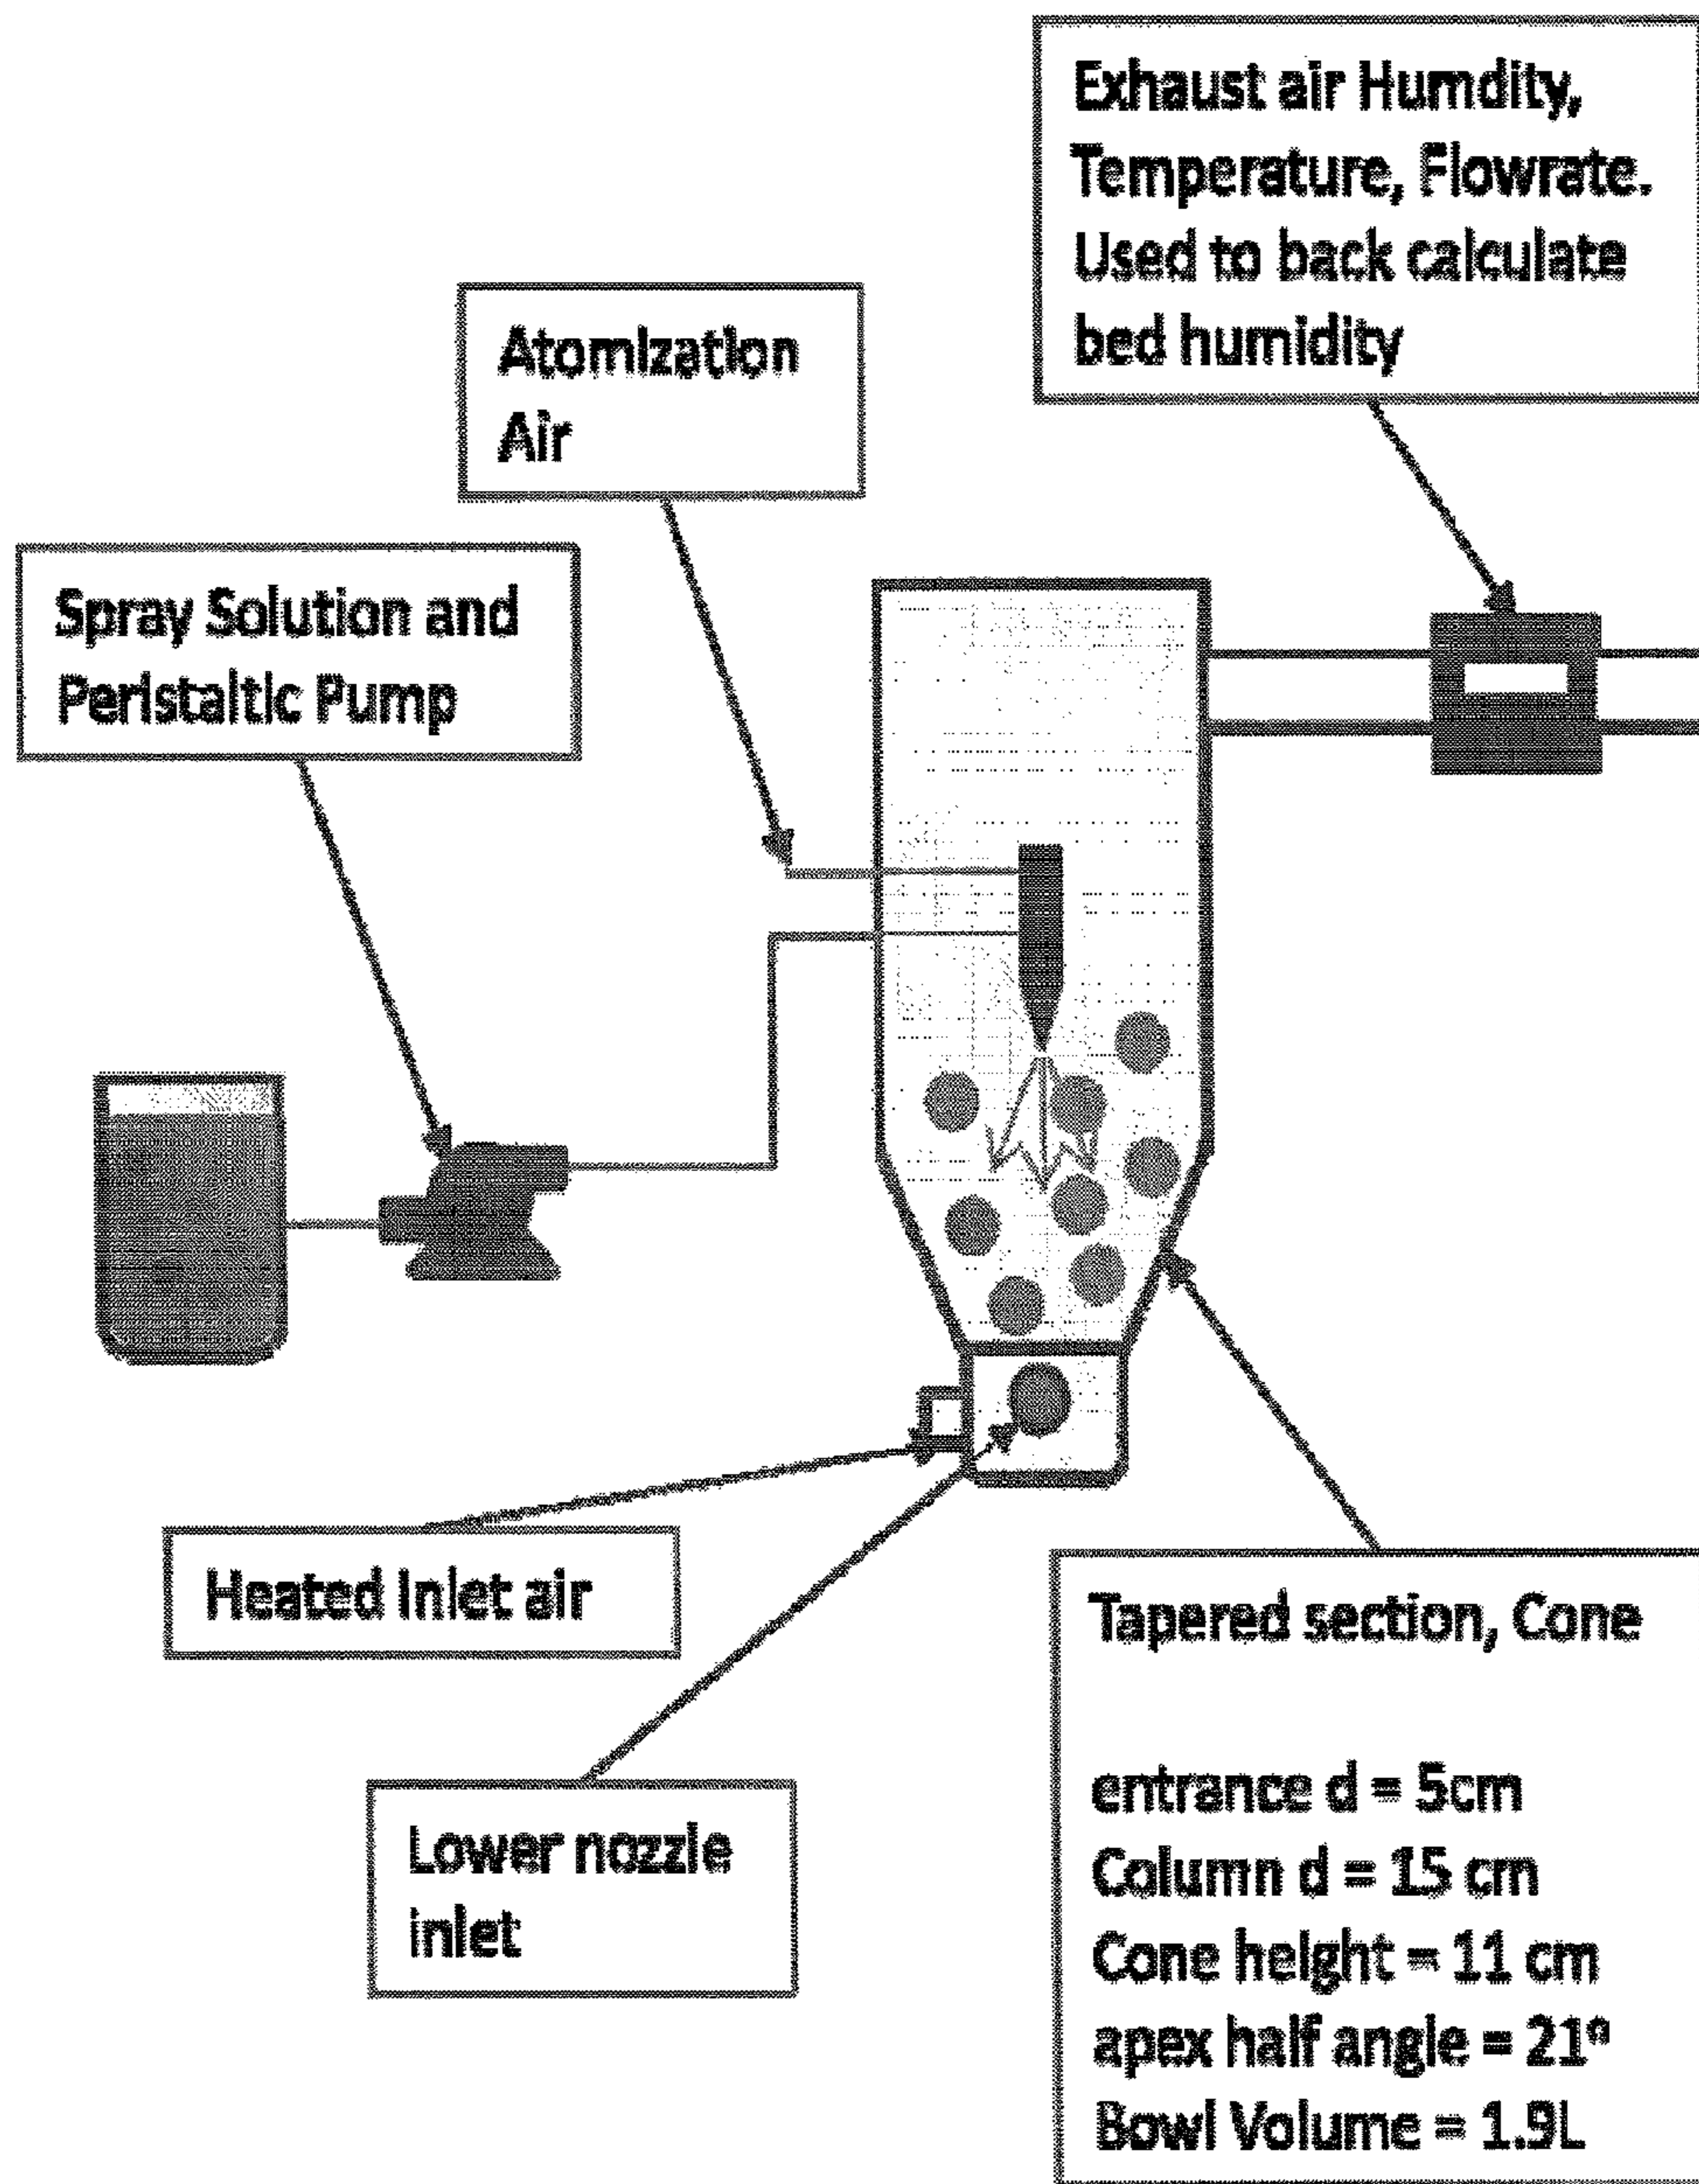 Exhaust air Humdity,
Temperature, Flowrate.
Used to back calculate
bed humidity
Atomization
Air
Spray Solution and
Peristaltic Pump
Heated Inlet air
Lower nozzle
inlet
Tapered section, Cone
entrance d = 5cm
Column d = 15 cm
Cone height = 11 cm
apex half angle = 21º
Bowl Volume = 1.9L